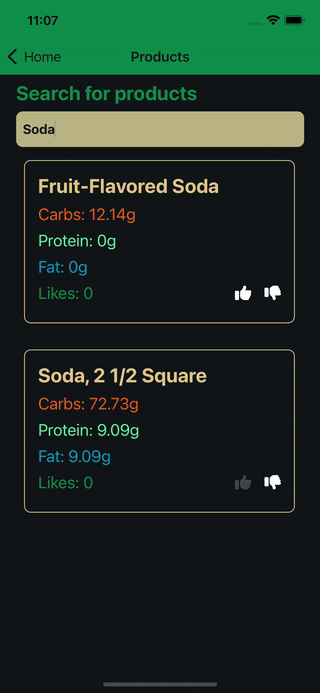 11:07
Home
Products
Search for products
Soda
Fruit-Flavored Soda
Carbs: 12.14g
Protein: 0g
Fat: 0g
Likes: 0
Soda, 2 1/2 Square
Carbs: 72.73g
Protein: 9.09g
Fat: 9.09g
Likes: 0